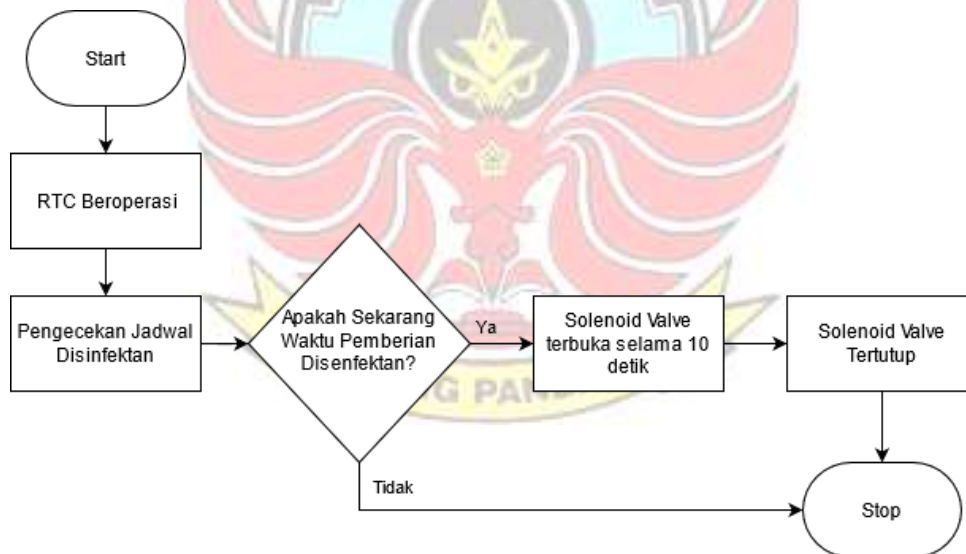 Start
RTC Beroperasi
Pengecekan Jadwal
Disinfektan
Apakah Sekarang
Waktu Pemberian
Disenfektan?
Ya
Solenoid Valve
terbuka selama 10
detik
Solenoid Valve
Tertutup
Tidak
Stop